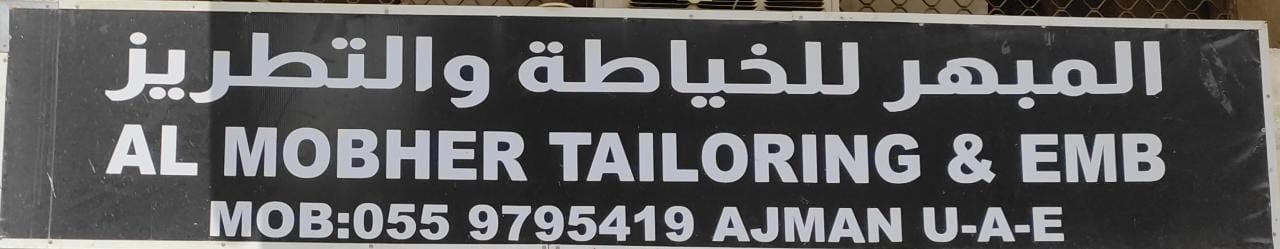 المبهر للخياطة والتطريز
AL MOBHER TAILORING & EMB
MOB:055 9795419 AJMAN U-A-E